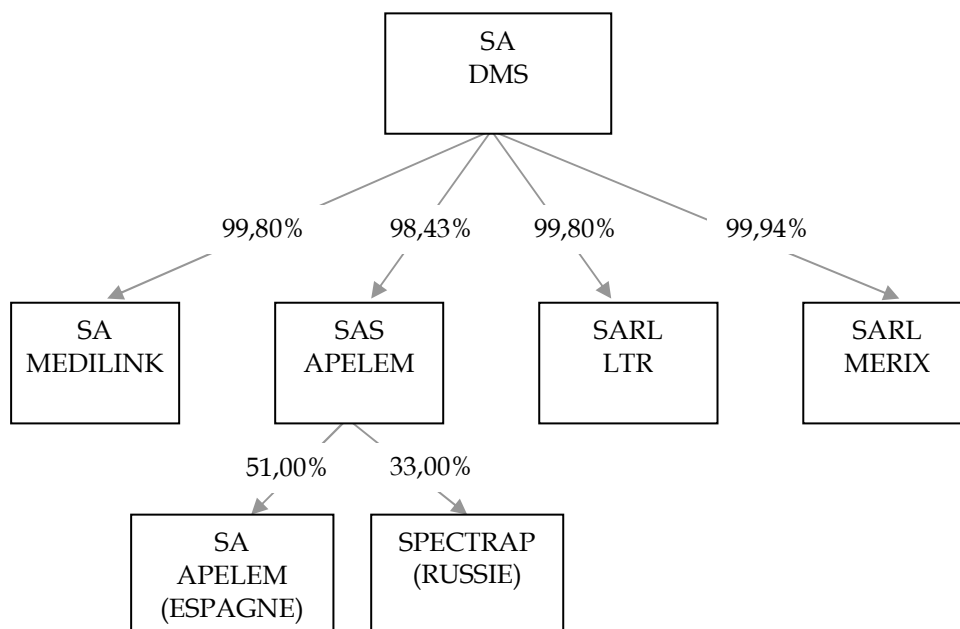 SA
DMS
99,80%
98,43%
99,80%
99,94%
SA
MEDILINK
SAS
APELEM
SARL
LTR
SARL
MERIX
51,00%
33,00%
SA
APELEM
(ESPAGNE)
SPECTRAP
(RUSSIE)